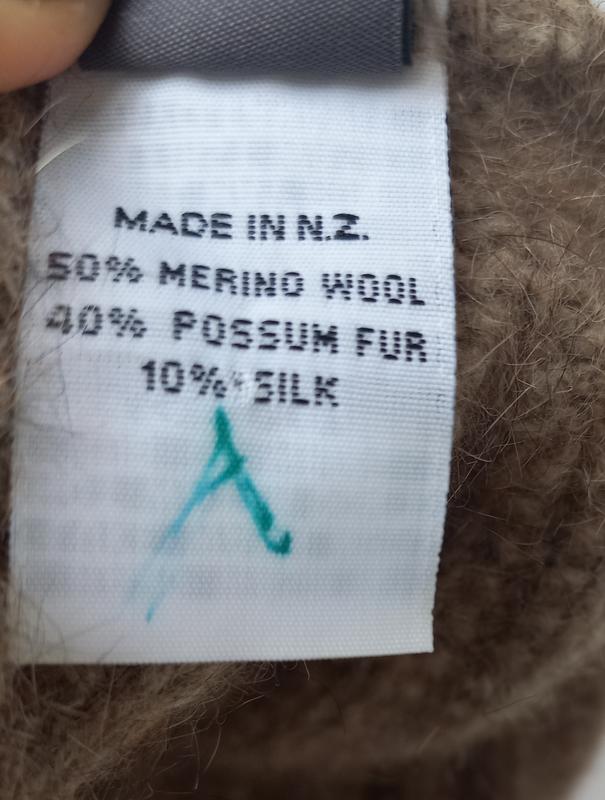 MADE IN N.Z.
50% MERINO WOOL
40% POSSUM FUR
10% SILK